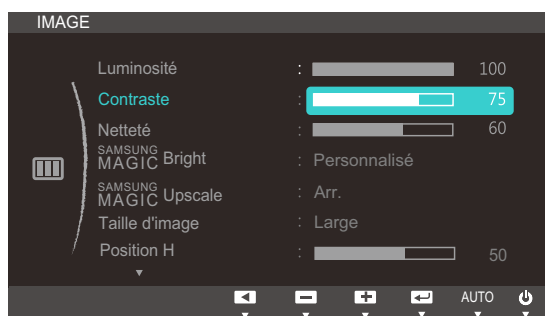 IMAGE
Luminosité : 100
Contraste : 75
Netteté : 60
SAMSUNG MAGIC Bright : Personnalisé
SAMSUNG MAGIC Upscale : Arr.
Taille d'image : Large
Position H : 50
AUTO